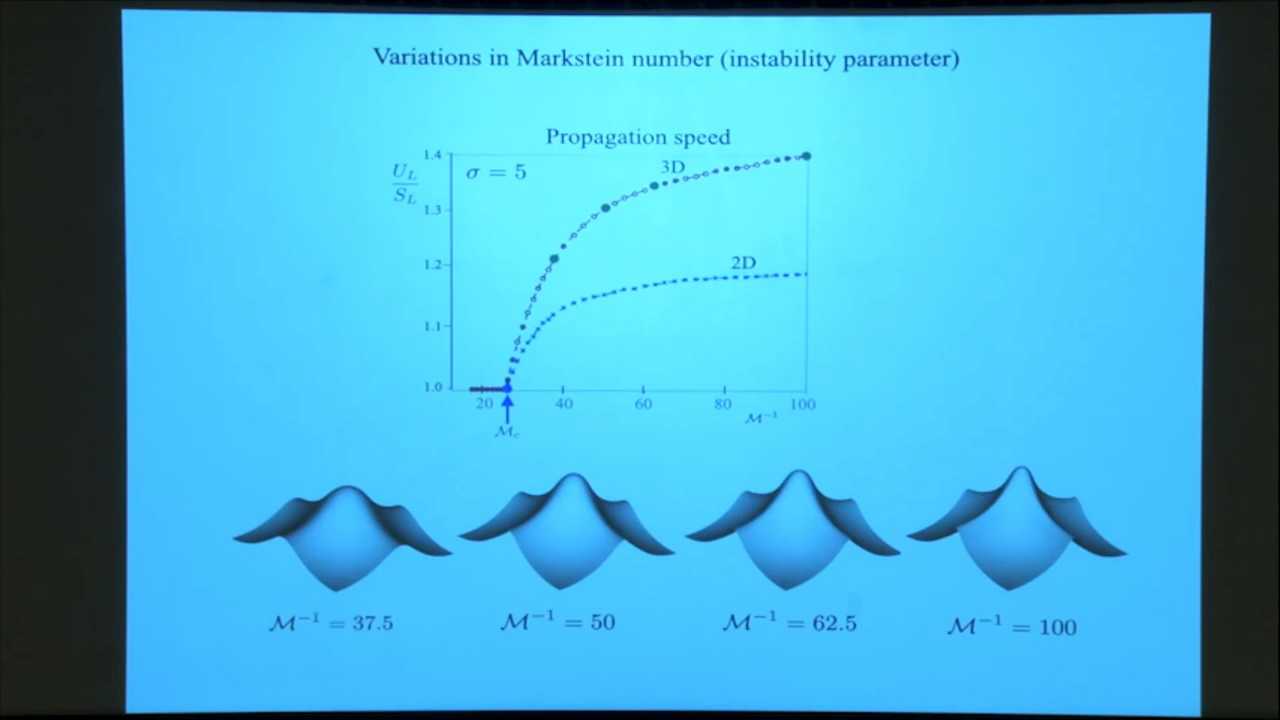 Variations in Markstein number (instability parameter)
Propagation speed
U_L
S_L
σ = 5
1.4
1.3
1.2
1.1
1.0
3D
2D
20 40 60 80 100
ℳ⁻¹
ℳ_c
ℳ⁻¹ = 37.5 ℳ⁻¹ = 50 ℳ⁻¹ = 62.5 ℳ⁻¹ = 100